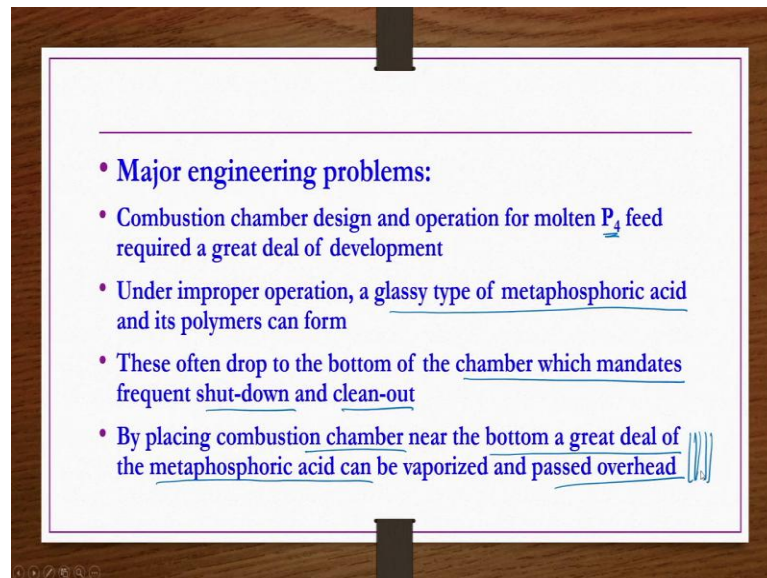 • Major engineering problems:
• Combustion chamber design and operation for molten P₄ feed
required a great deal of development
• Under improper operation, a glassy type of metaphosphoric acid
and its polymers can form
• These often drop to the bottom of the chamber which mandates
frequent shut-down and clean-out
• By placing combustion chamber near the bottom a great deal of
the metaphosphoric acid can be vaporized and passed overhead